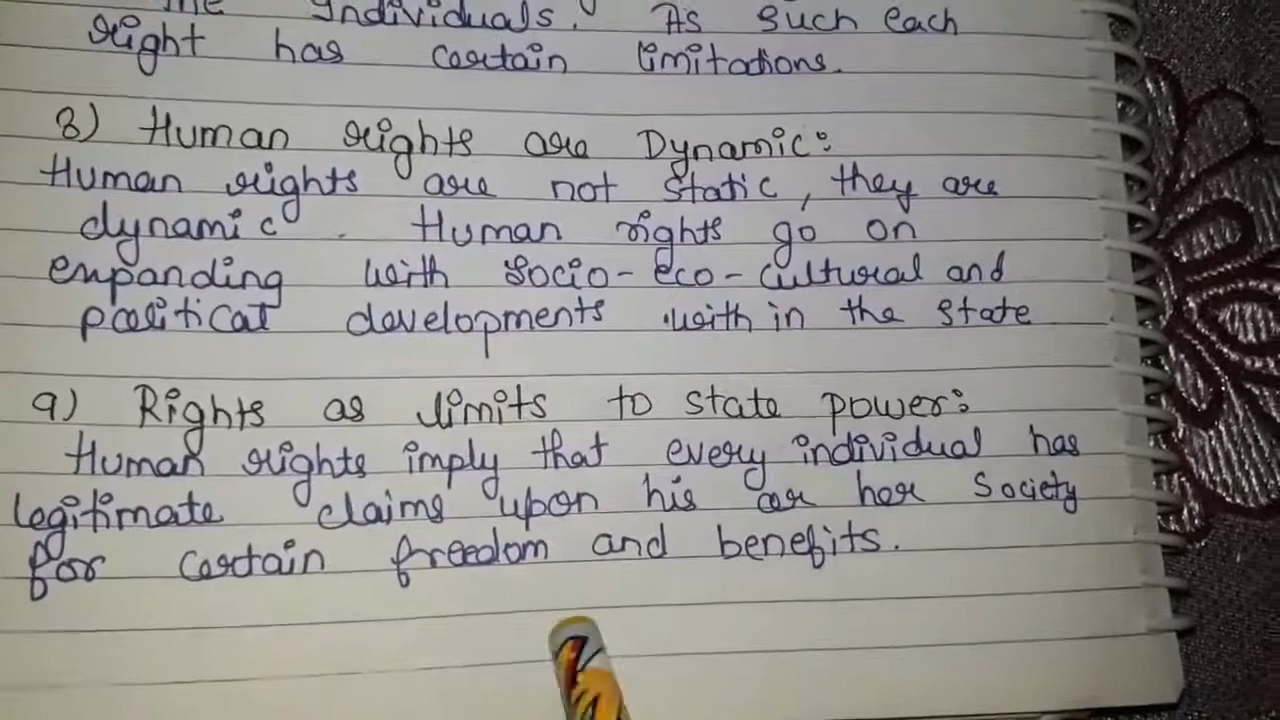 The Individuals. As such each
right has certain limitations.
8) Human rights are Dynamic:
Human rights are not static, they are
dynamic. Human rights go on
expanding with socio-eco-cultural and
political developments with in the state
9) Rights as limits to state power:
Human rights imply that every individual has
legitimate claims upon his or her society
for certain freedom and benefits.